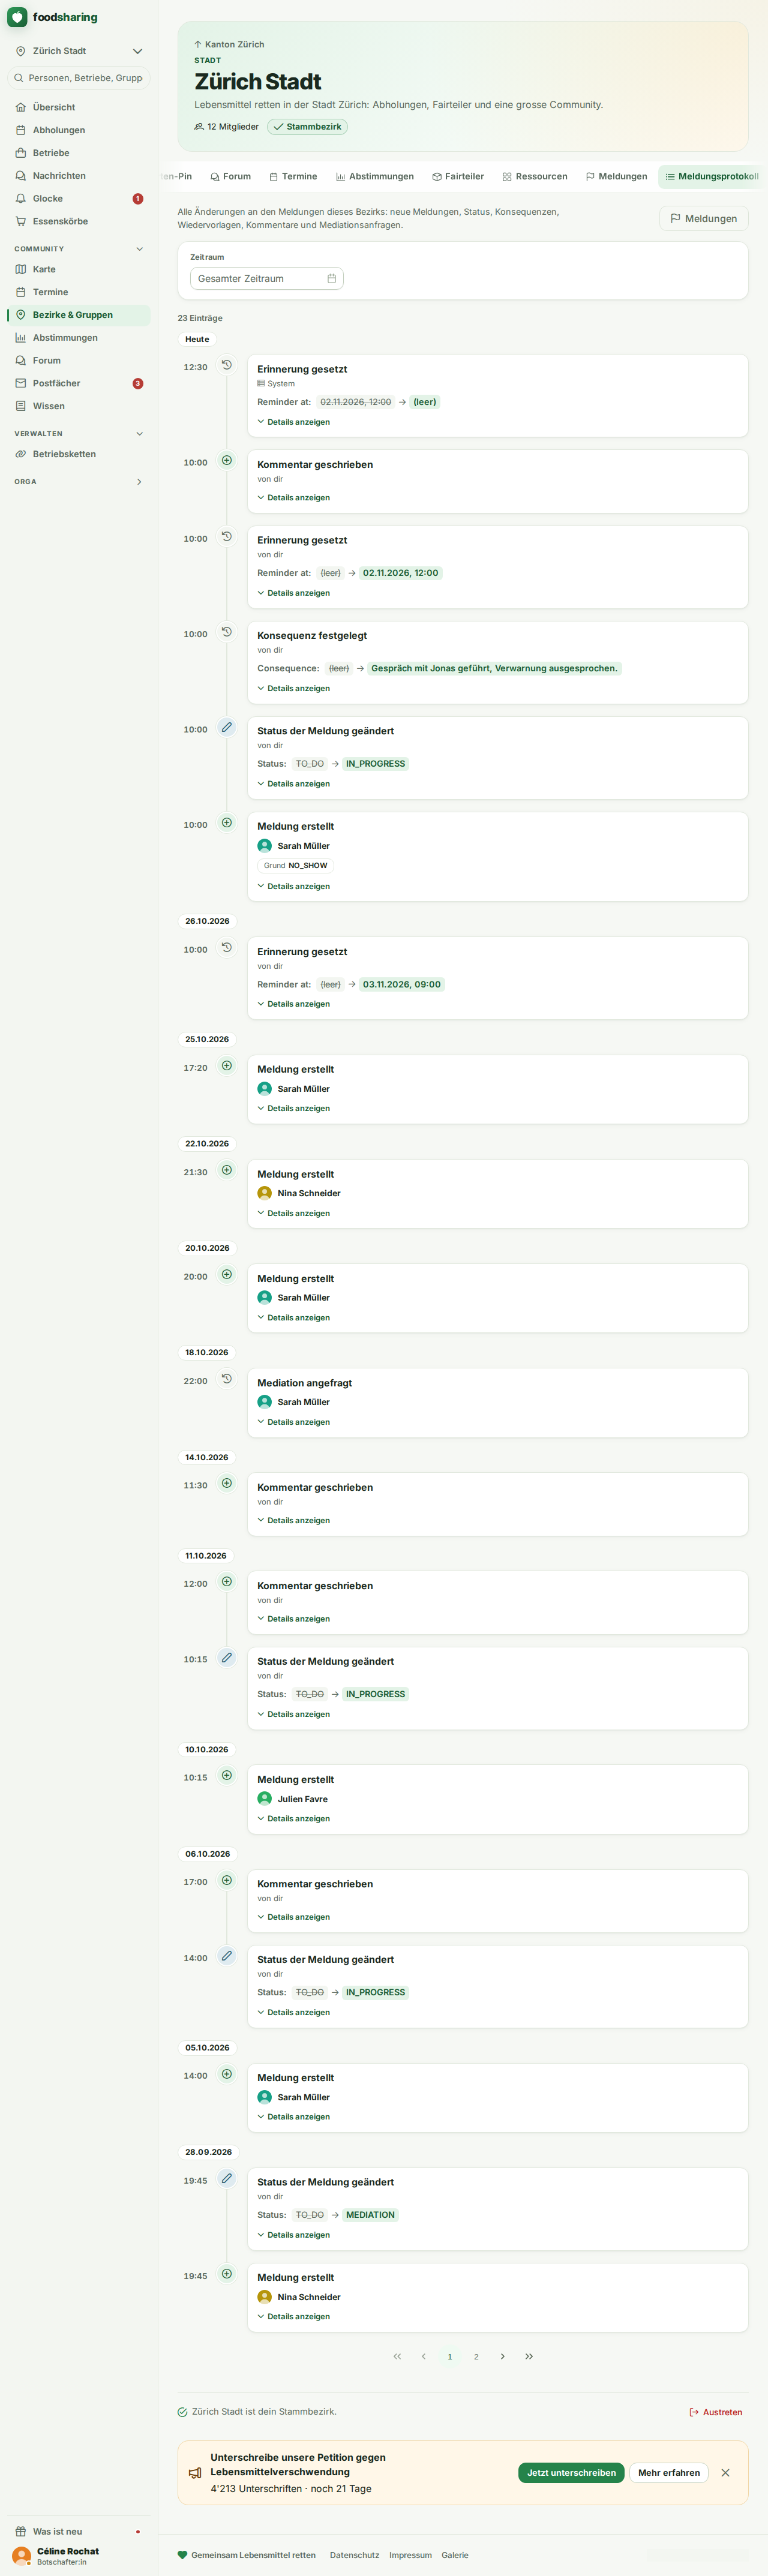 foodsharing
Zürich Stadt
Personen, Betriebe, Grupp
Übersicht
Abholungen
Betriebe
Nachrichten
Glocke 1
Essenskörbe
COMMUNITY
Karte
Termine
Bezirke & Gruppen
Abstimmungen
Forum
Postfächer 3
Wissen
VERWALTEN
Betriebsketten
ORGA
Kanton Zürich
STADT
Zürich Stadt
Lebensmittel retten in der Stadt Zürich: Abholungen, Fairteiler und eine grosse Community.
12 Mitglieder Stammbezirk
en-Pin Forum Termine Abstimmungen Fairteiler Ressourcen Meldungen Meldungsprotokoll
Alle Änderungen an den Meldungen dieses Bezirks: neue Meldungen, Status, Konsequenzen,
Wiedervorlagen, Kommentare und Mediationsanfragen.
Meldungen
Zeitraum
Gesamter Zeitraum
23 Einträge
Heute
12:30 Erinnerung gesetzt
System
Reminder at: 02.11.2026, 12:00 → (leer)
Details anzeigen
10:00 Kommentar geschrieben
von dir
Details anzeigen
10:00 Erinnerung gesetzt
von dir
Reminder at: (leer) → 02.11.2026, 12:00
Details anzeigen
10:00 Konsequenz festgelegt
von dir
Consequence: (leer) → Gespräch mit Jonas geführt, Verwarnung ausgesprochen.
Details anzeigen
10:00 Status der Meldung geändert
von dir
Status: TO_DO → IN_PROGRESS
Details anzeigen
10:00 Meldung erstellt
Sarah Müller
Grund NO_SHOW
Details anzeigen
26.10.2026
10:00 Erinnerung gesetzt
von dir
Reminder at: (leer) → 03.11.2026, 09:00
Details anzeigen
25.10.2026
17:20 Meldung erstellt
Sarah Müller
Details anzeigen
22.10.2026
21:30 Meldung erstellt
Nina Schneider
Details anzeigen
20.10.2026
20:00 Meldung erstellt
Sarah Müller
Details anzeigen
18.10.2026
22:00 Mediation angefragt
Sarah Müller
Details anzeigen
14.10.2026
11:30 Kommentar geschrieben
von dir
Details anzeigen
11.10.2026
12:00 Kommentar geschrieben
von dir
Details anzeigen
10:15 Status der Meldung geändert
von dir
Status: TO_DO → IN_PROGRESS
Details anzeigen
10.10.2026
10:15 Meldung erstellt
Julien Favre
Details anzeigen
06.10.2026
17:00 Kommentar geschrieben
von dir
Details anzeigen
14:00 Status der Meldung geändert
von dir
Status: TO_DO → IN_PROGRESS
Details anzeigen
05.10.2026
14:00 Meldung erstellt
Sarah Müller
Details anzeigen
28.09.2026
19:45 Status der Meldung geändert
von dir
Status: TO_DO → MEDIATION
Details anzeigen
19:45 Meldung erstellt
Nina Schneider
Details anzeigen
1 2
Zürich Stadt ist dein Stammbezirk.
Austreten
Unterschreibe unsere Petition gegen
Lebensmittelverschwendung
4'213 Unterschriften · noch 21 Tage
Jetzt unterschreiben Mehr erfahren
Was ist neu
Céline Rochat
Botschafter:in
Gemeinsam Lebensmittel retten Datenschutz Impressum Galerie